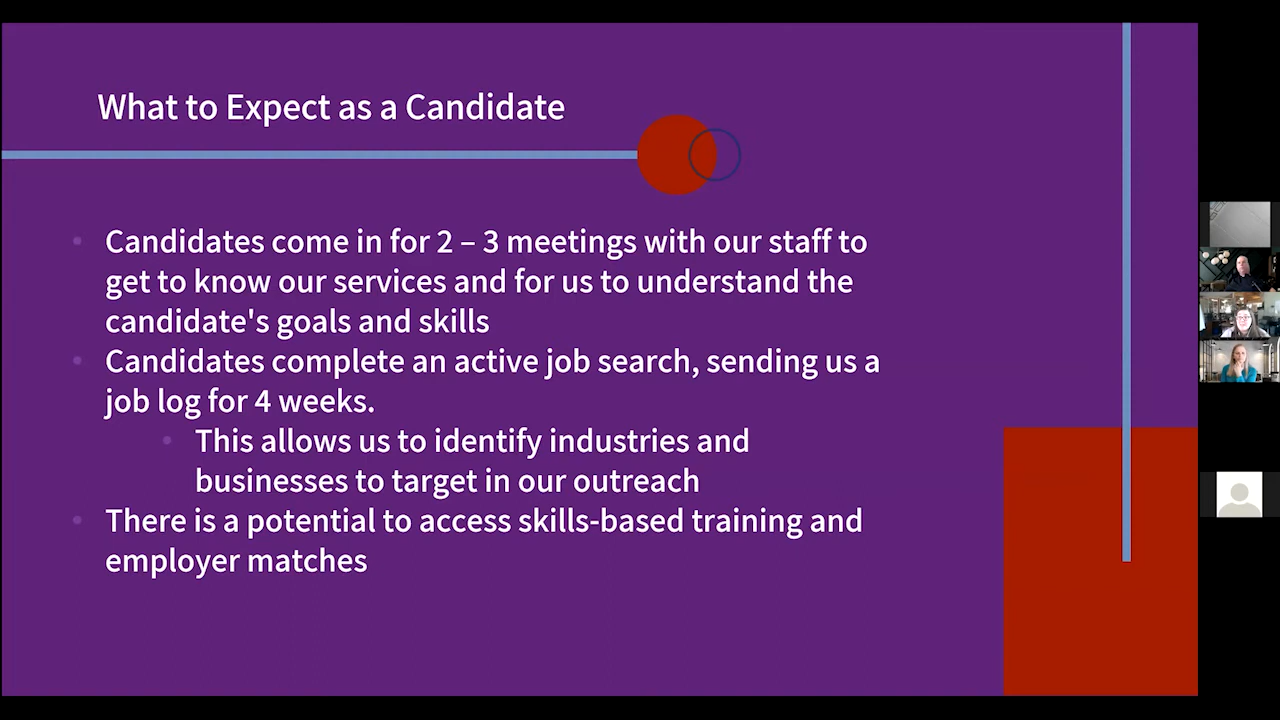 What to Expect as a Candidate
• Candidates come in for 2 – 3 meetings with our staff to
get to know our services and for us to understand the
candidate's goals and skills
• Candidates complete an active job search, sending us a
job log for 4 weeks.
• This allows us to identify industries and
businesses to target in our outreach
• There is a potential to access skills-based training and
employer matches